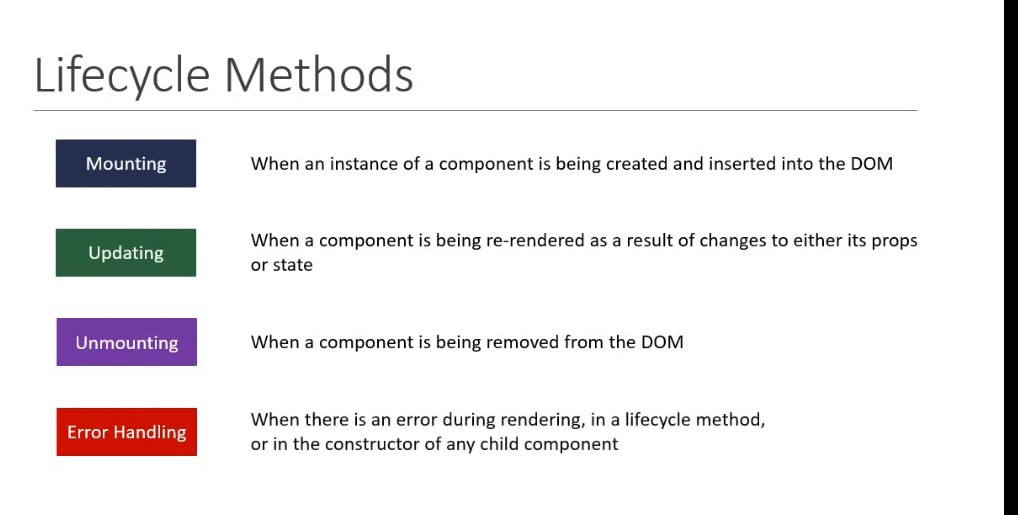 Lifecycle Methods
Mounting
When an instance of a component is being created and inserted into the DOM
Updating
When a component is being re-rendered as a result of changes to either its props
or state
Unmounting
When a component is being removed from the DOM
Error Handling
When there is an error during rendering, in a lifecycle method,
or in the constructor of any child component